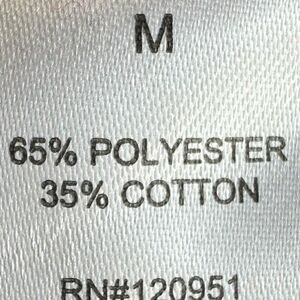 M
65% POLYESTER
35% COTTON
RN#120951